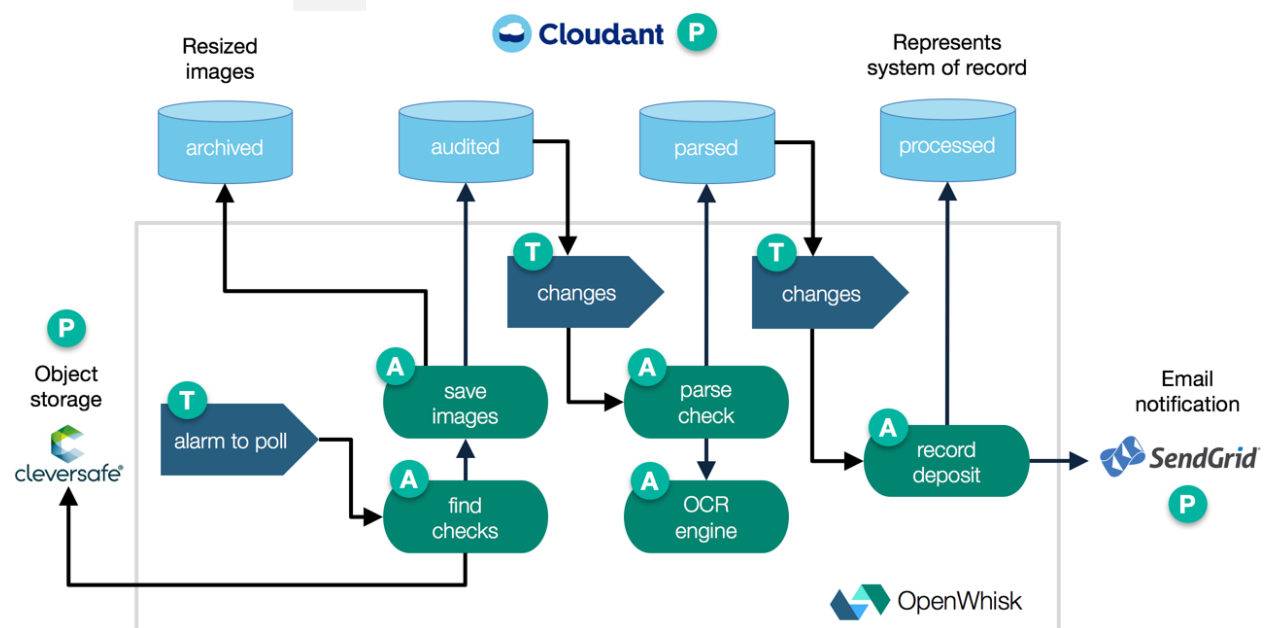 Cloudant P
Resized
images
Represents
system of record
archived
audited
parsed
processed
T
changes
T
changes
P
Object
storage
cleversafe®
T
alarm to poll
A
save
images
A
parse
check
A
find
checks
A
OCR
engine
A
record
deposit
Email
notification
SendGrid
P
OpenWhisk